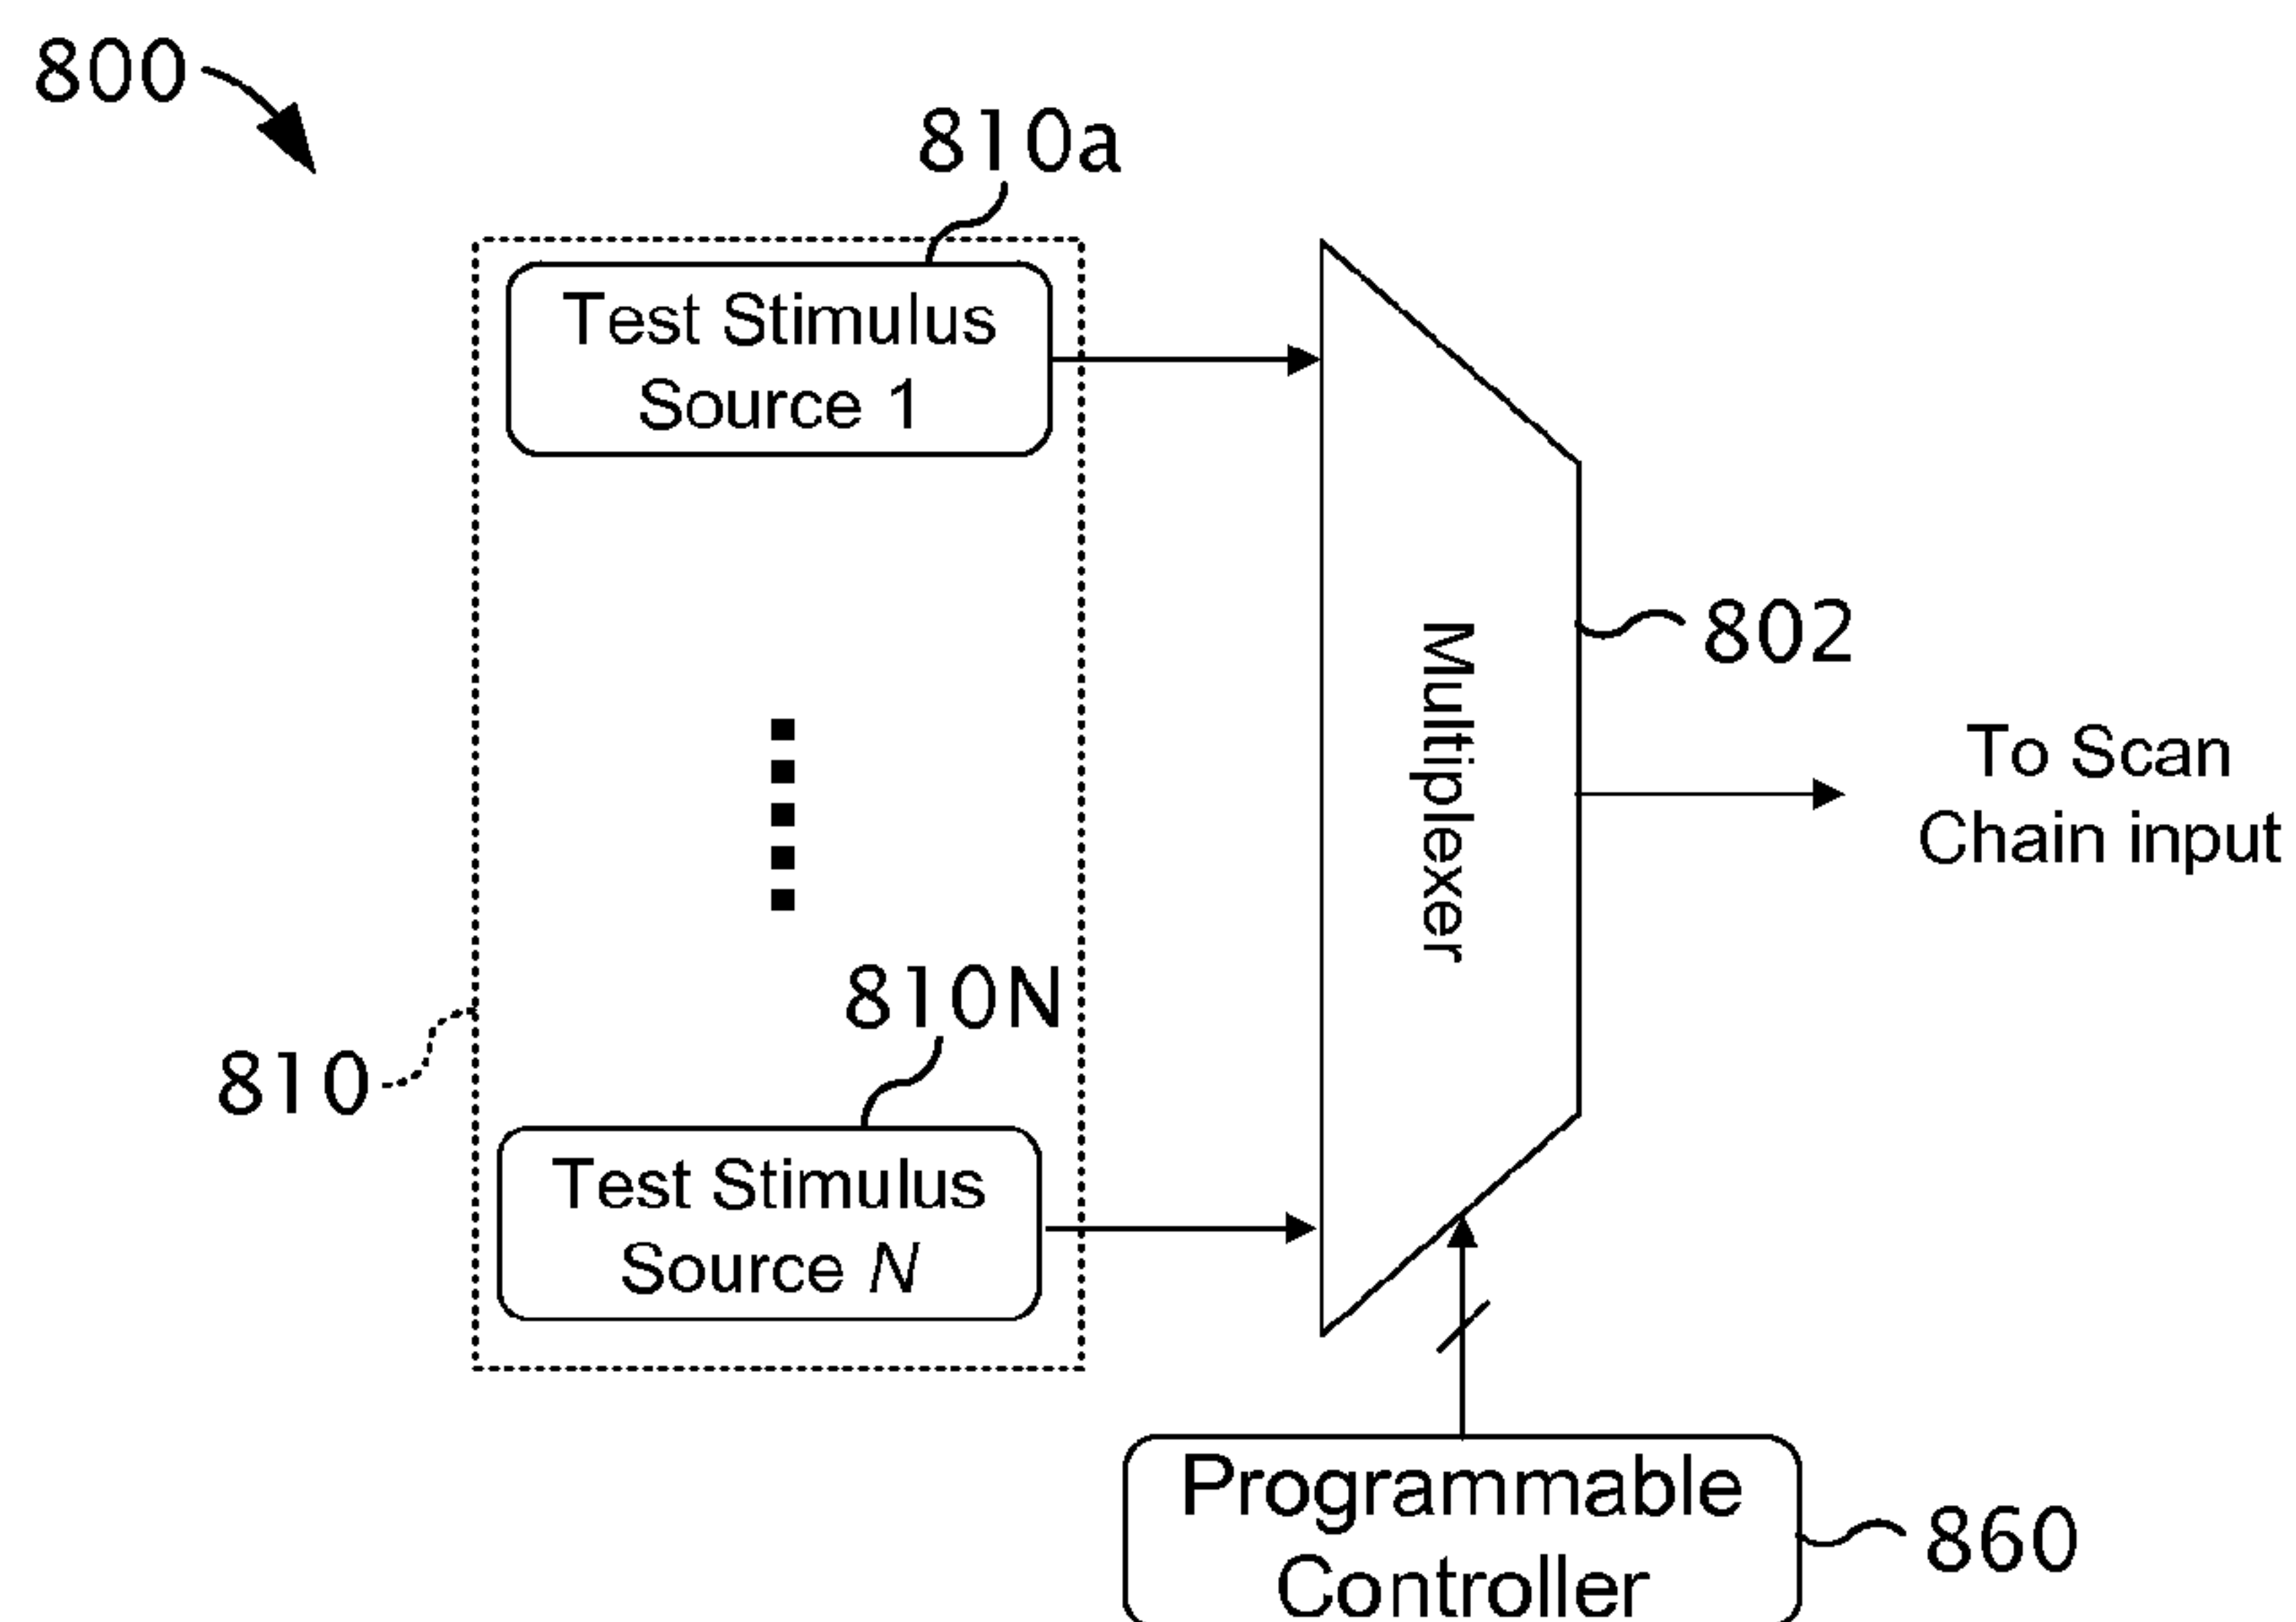 800
810a
Test Stimulus
Source 1
Multiplexer
802
To Scan
Chain input
810N
810
Test Stimulus
Source N
Programmable
Controller
860